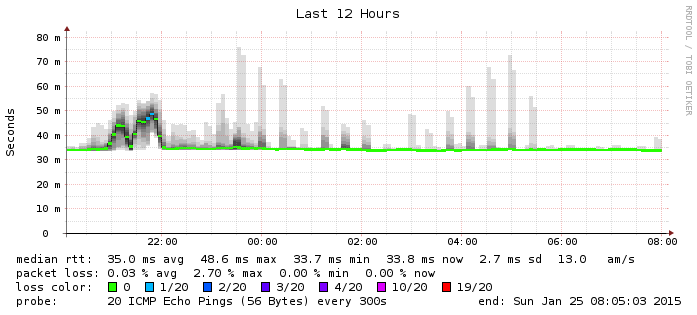 Last 12 Hours
RRDTOOL / TOBI OETIKER
Seconds
80 m
70 m
60 m
50 m
40 m
30 m
20 m
10 m
0
22:00 00:00 02:00 04:00 06:00 08:00
median rtt: 35.0 ms avg 48.6 ms max 33.7 ms min 33.8 ms now 2.7 ms sd 13.0 am/s
packet loss: 0.03 % avg 2.70 % max 0.00 % min 0.00 % now
loss color: 0 1/20 2/20 3/20 4/20 10/20 19/20
probe: 20 ICMP Echo Pings (56 Bytes) every 300s end: Sun Jan 25 08:05:03 2015